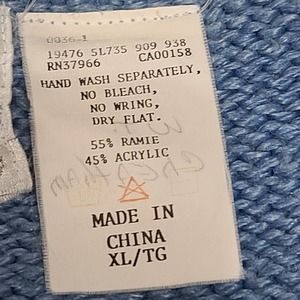 0036-1
19476 5L735 909 938
RN37966 CA00158
HAND WASH SEPARATELY,
NO BLEACH,
NO WRING,
DRY FLAT.
55% RAMIE
45% ACRYLIC
MADE IN
CHINA
XL/TG